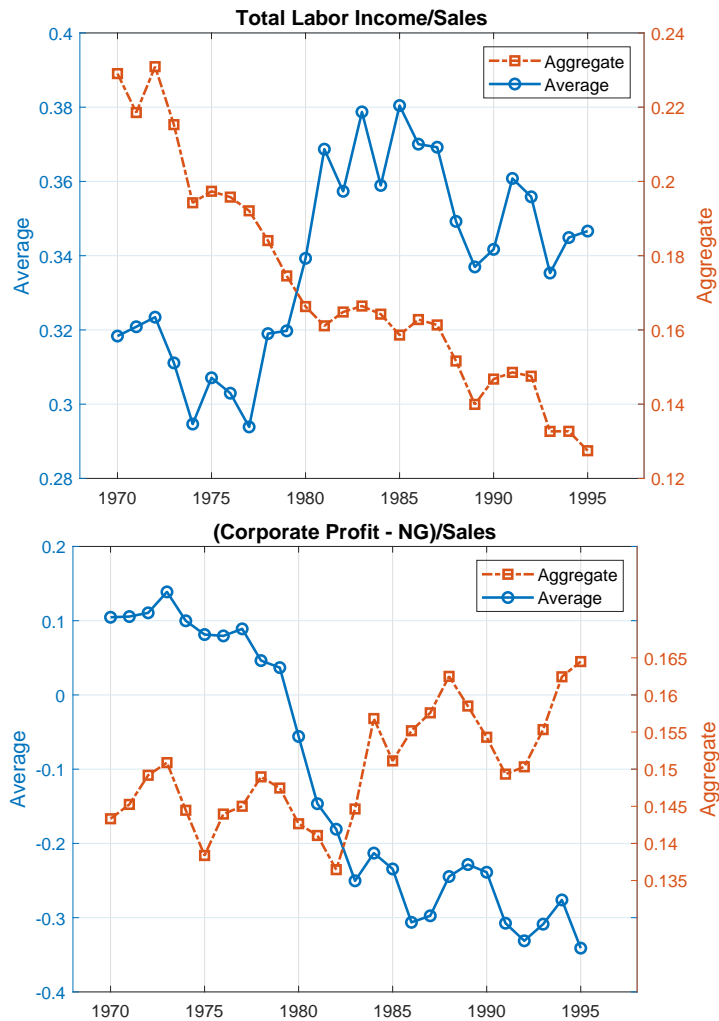 Total Labor Income/Sales
0.4
0.38
0.36
0.34
0.32
0.3
0.28
Average
0.24
0.22
0.2
0.18
0.16
0.14
0.12
Aggregate
Aggregate
Average
1970 1975 1980 1985 1990 1995
(Corporate Profit - NG)/Sales
0.2
0.1
0
-0.1
-0.2
-0.3
-0.4
Average
0.165
0.16
0.155
0.15
0.145
0.14
0.135
Aggregate
Aggregate
Average
1970 1975 1980 1985 1990 1995